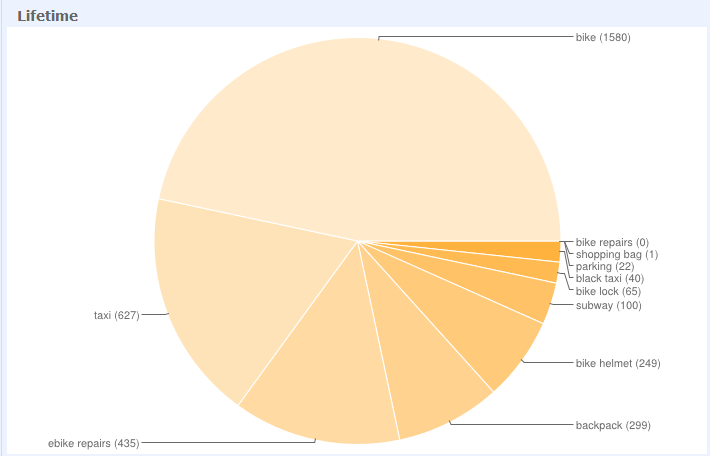 Lifetime
bike (1580)
bike repairs (0)
shopping bag (1)
parking (22)
black taxi (40)
bike lock (65)
subway (100)
bike helmet (249)
backpack (299)
ebike repairs (435)
taxi (627)